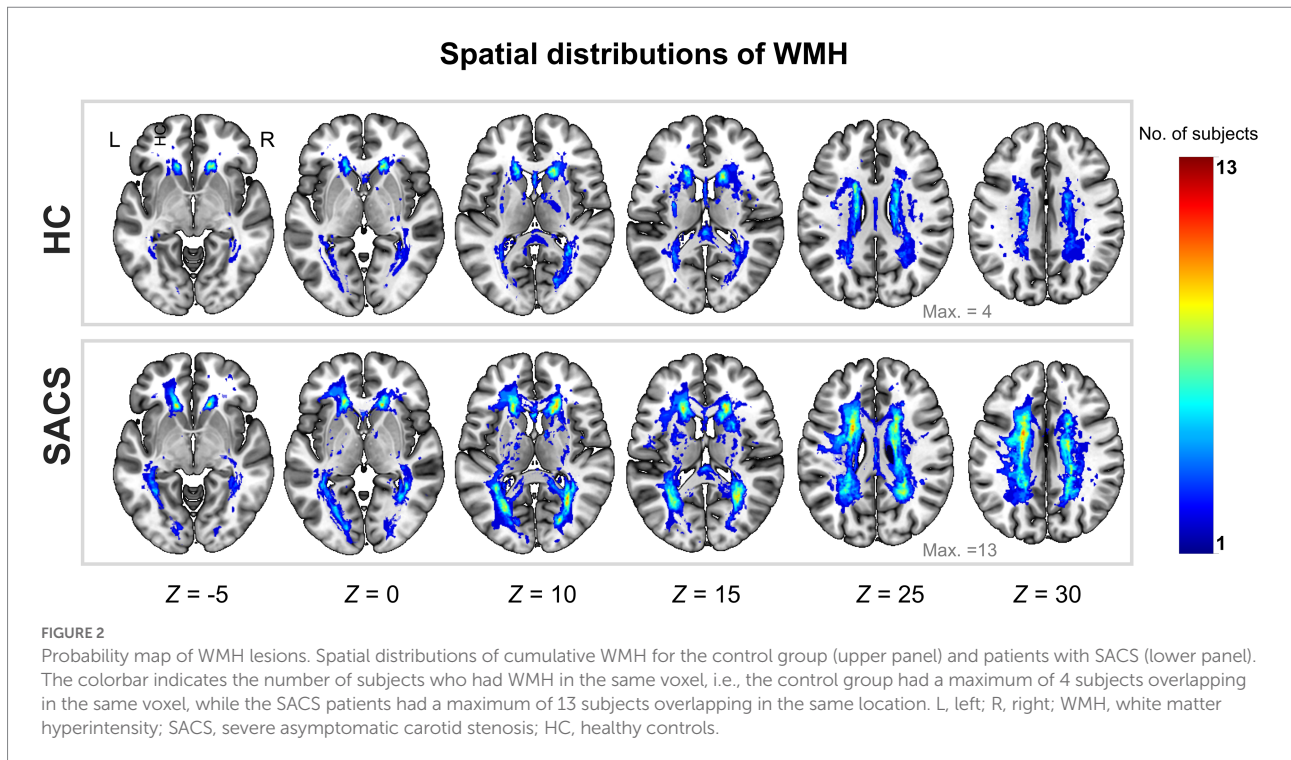 Spatial distributions of WMH
No. of subjects
L
HC
R
13
HC
Max. = 4
SACS
Max. =13
1
Z = -5
Z = 0
Z = 10
Z = 15
Z = 25
Z = 30
FIGURE 2
Probability map of WMH lesions. Spatial distributions of cumulative WMH for the control group (upper panel) and patients with SACS (lower panel).
The colorbar indicates the number of subjects who had WMH in the same voxel, i.e., the control group had a maximum of 4 subjects overlapping
in the same voxel, while the SACS patients had a maximum of 13 subjects overlapping in the same location. L, left; R, right; WMH, white matter
hyperintensity; SACS, severe asymptomatic carotid stenosis; HC, healthy controls.